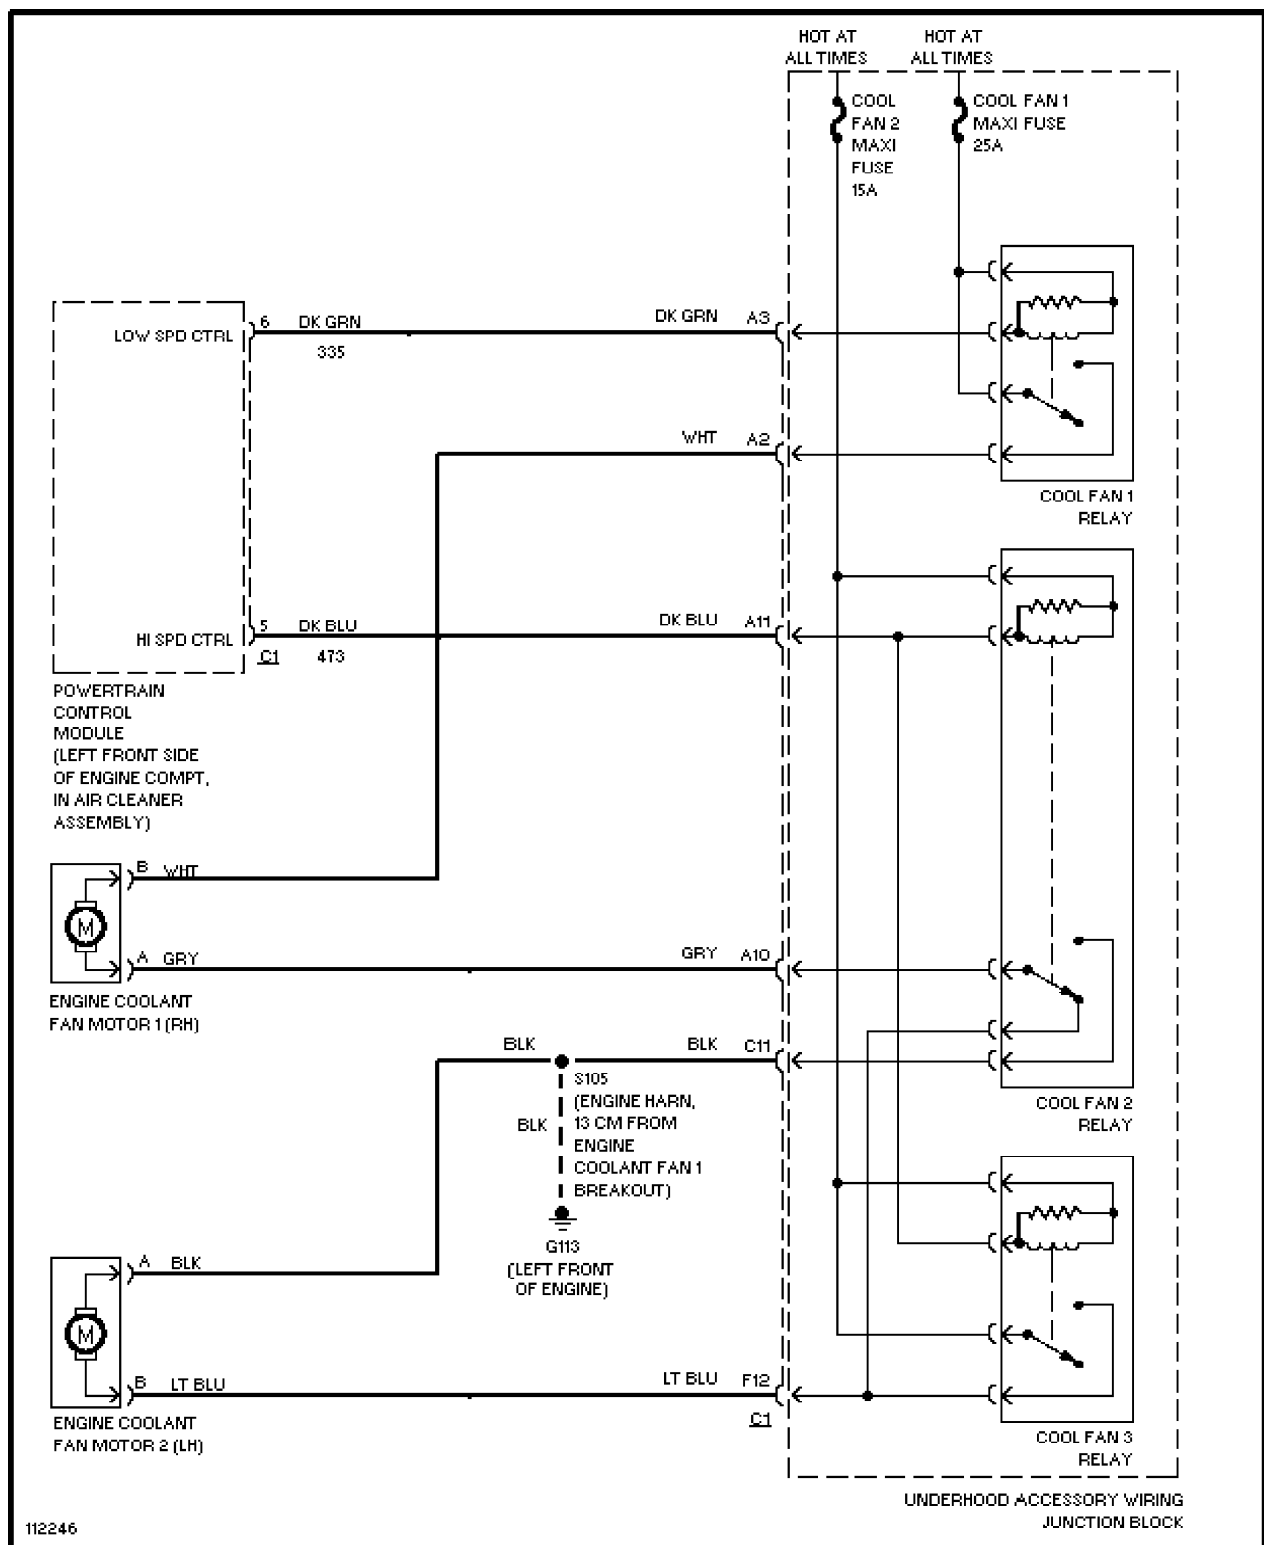 HOT AT
ALL TIMES
HOT AT
ALL TIMES
COOL
FAN 2
MAXI
FUSE
15A
COOL FAN 1
MAXI FUSE
25A
LOW SPD CTRL
6
DK GRN
335
DK GRN
A3
WHT
A2
COOL FAN 1
RELAY
HI SPD CTRL
5
DK BLU
C1
473
DK BLU
A11
POWERTRAIN
CONTROL
MODULE
(LEFT FRONT SIDE
OF ENGINE COMPT,
IN AIR CLEANER
ASSEMBLY)
B
WHT
M
A
GRY
GRY
A10
ENGINE COOLANT
FAN MOTOR 1 (RH)
BLK
BLK
C11
S105
(ENGINE HARN,
13 CM FROM
ENGINE
COOLANT FAN 1
BREAKOUT)
BLK
G113
(LEFT FRONT
OF ENGINE)
COOL FAN 2
RELAY
A
BLK
M
B
LT BLU
LT BLU
F12
C1
ENGINE COOLANT
FAN MOTOR 2 (LH)
COOL FAN 3
RELAY
UNDERHOOD ACCESSORY WIRING
JUNCTION BLOCK
112246